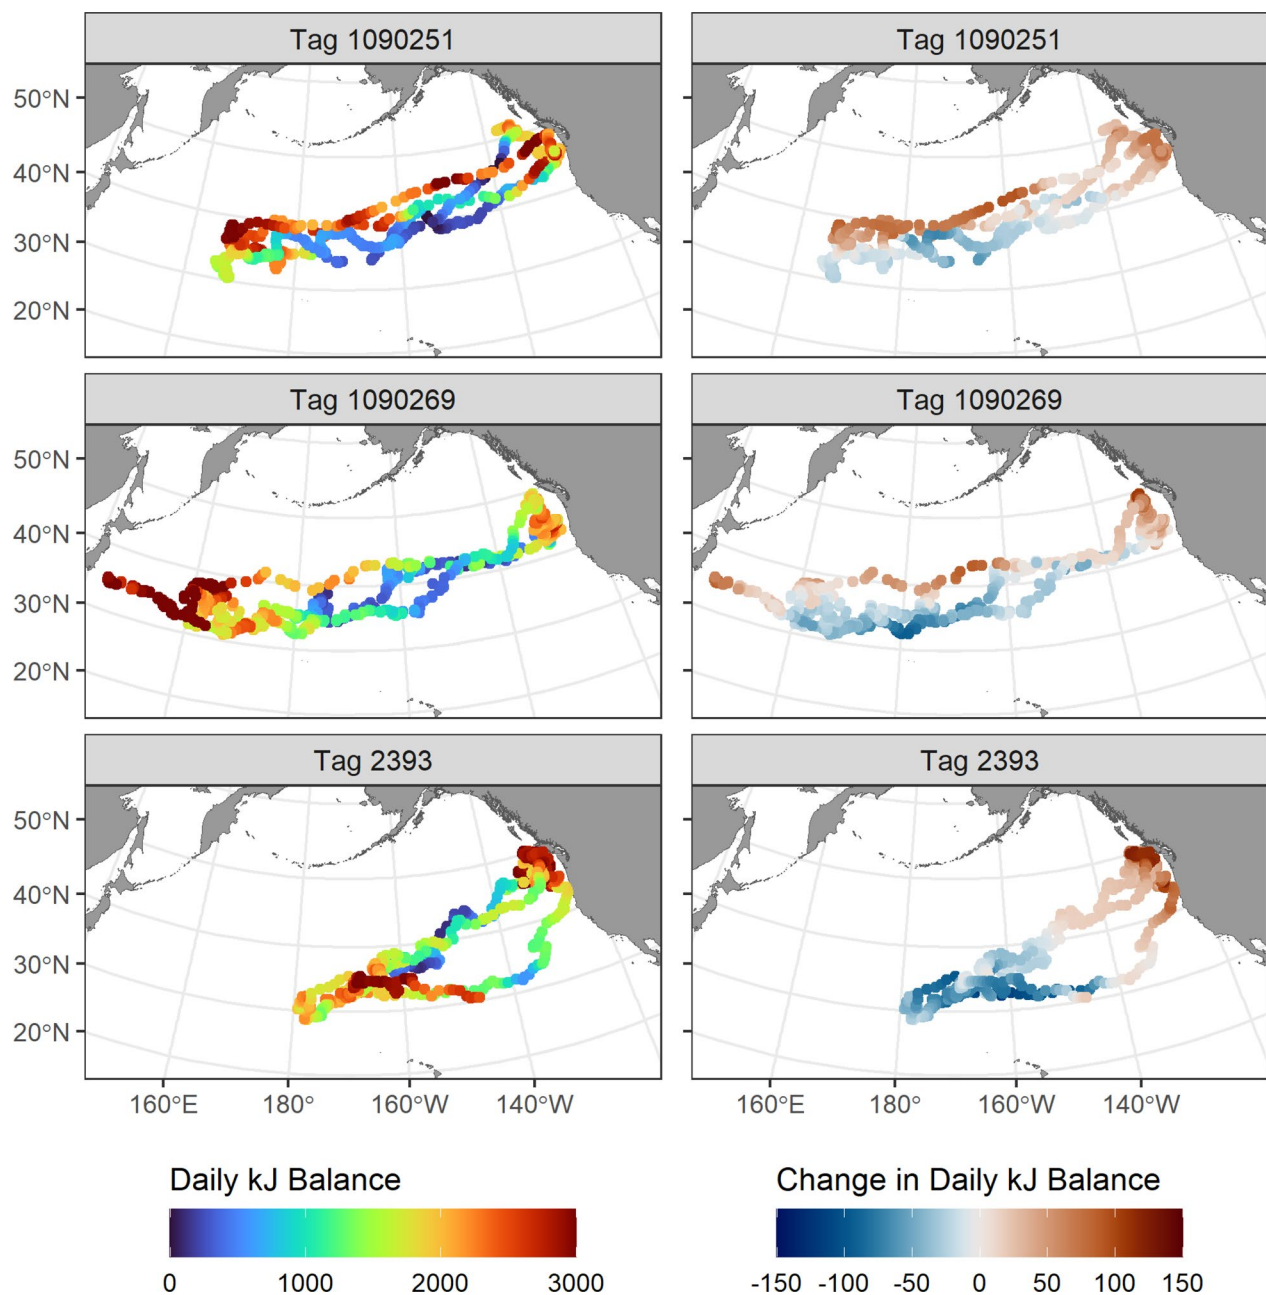 Tag 1090251
Tag 1090251
50°N
40°N
30°N
20°N
Tag 1090269
Tag 1090269
50°N
40°N
30°N
20°N
Tag 2393
Tag 2393
50°N
40°N
30°N
20°N
160°E 180° 160°W 140°W
160°E 180° 160°W 140°W
Daily kJ Balance
0 1000 2000 3000
Change in Daily kJ Balance
-150 -100 -50 0 50 100 150